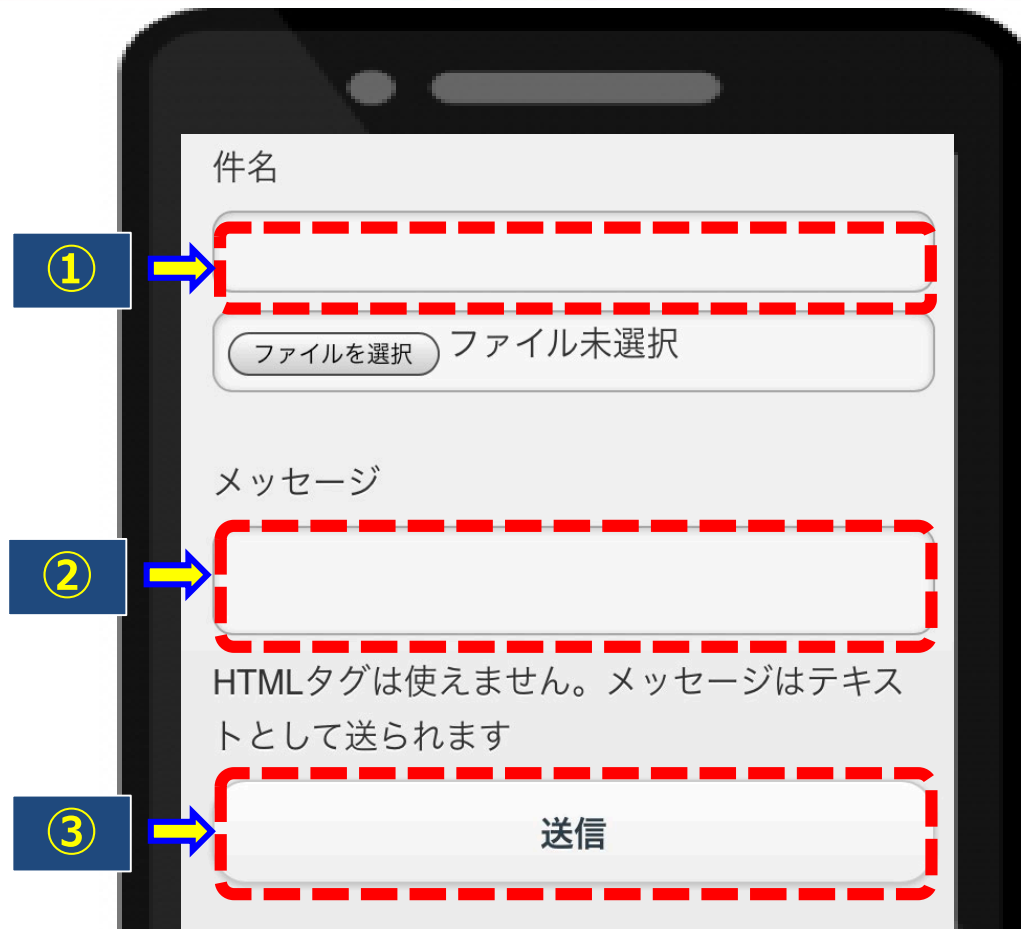 件名
①
ファイルを選択 ファイル未選択
メッセージ
②
HTMLタグは使えません。メッセージはテキス
トとして送られます
③
送信